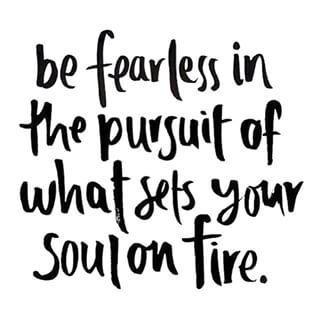 be fearless in
the pursuit of
what sets your
soul on fire.